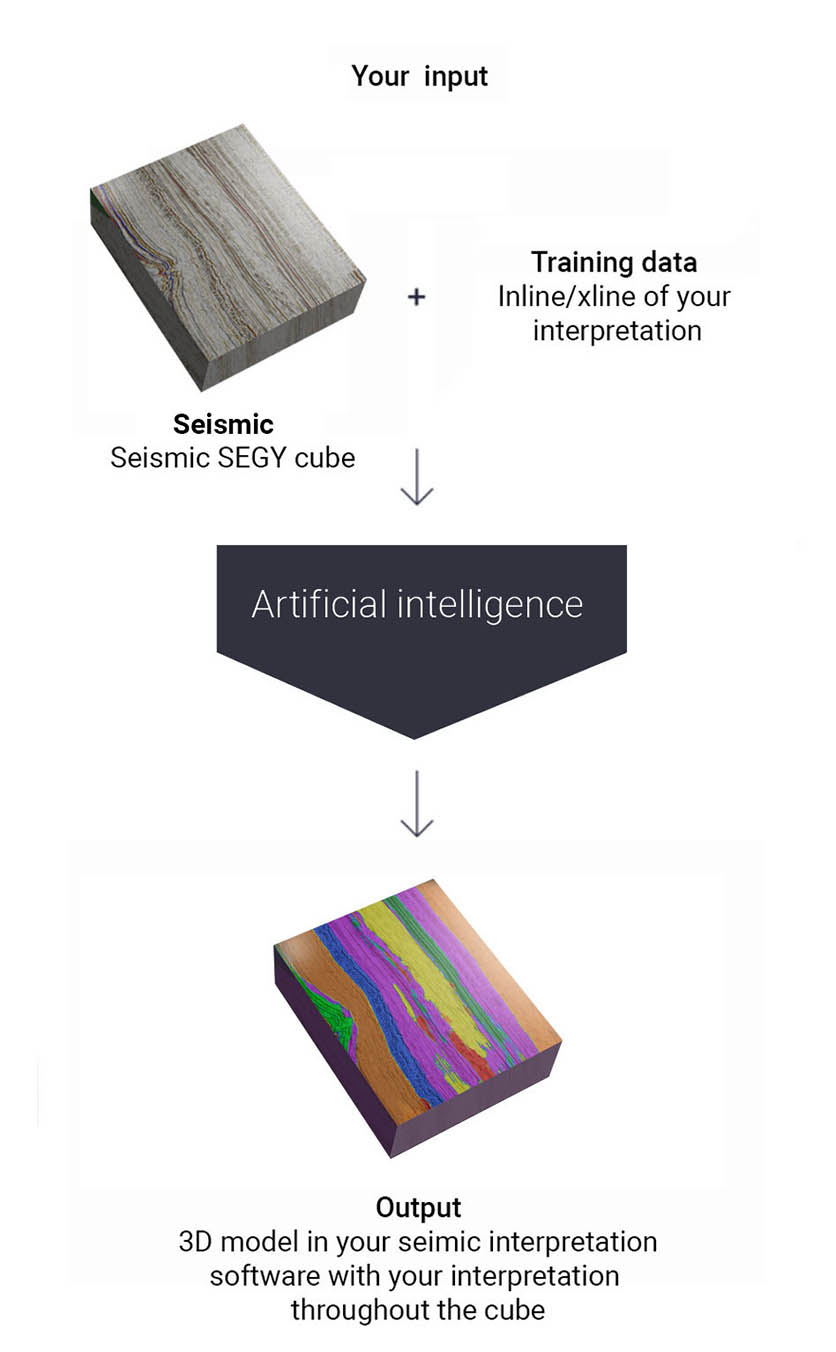 Your input
Training data
Inline/xline of your
interpretation
+
Seismic
Seismic SEGY cube
Artificial intelligence
Output
3D model in your seimic interpretation
software with your interpretation
throughout the cube